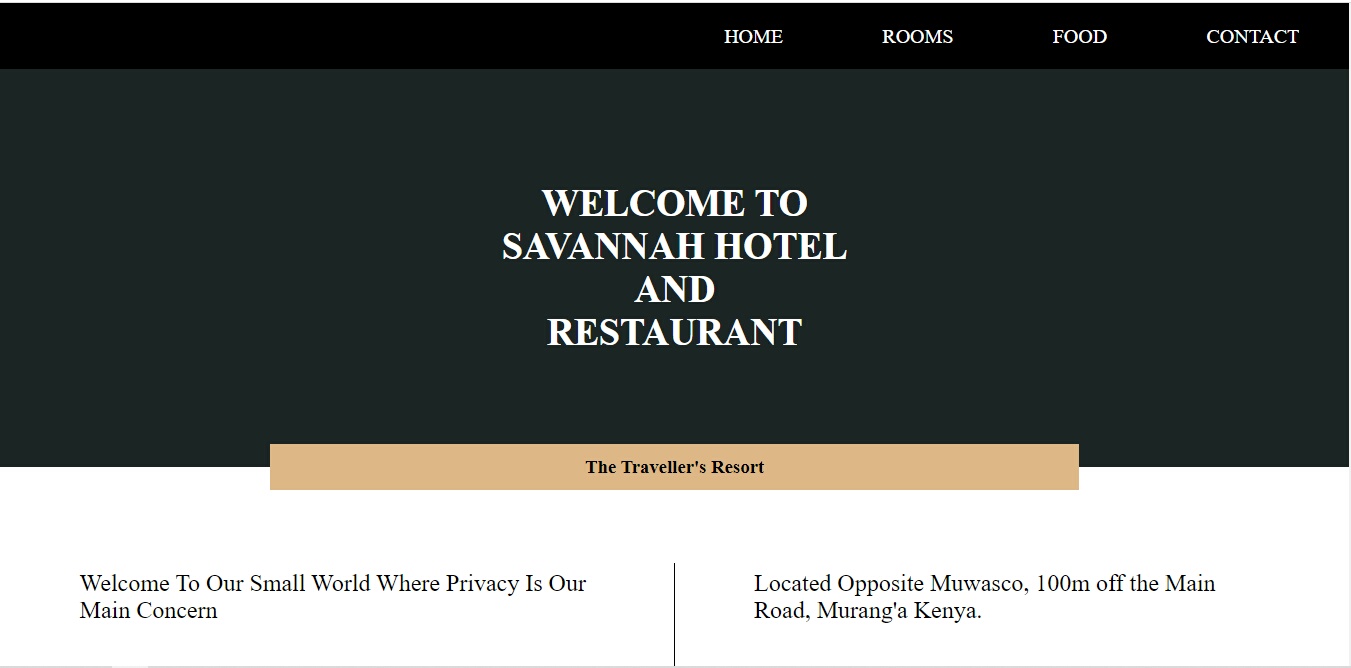 HOME ROOMS FOOD CONTACT
WELCOME TO
SAVANNAH HOTEL
AND
RESTAURANT
The Traveller's Resort
Welcome To Our Small World Where Privacy Is Our
Main Concern
Located Opposite Muwasco, 100m off the Main
Road, Murang'a Kenya.